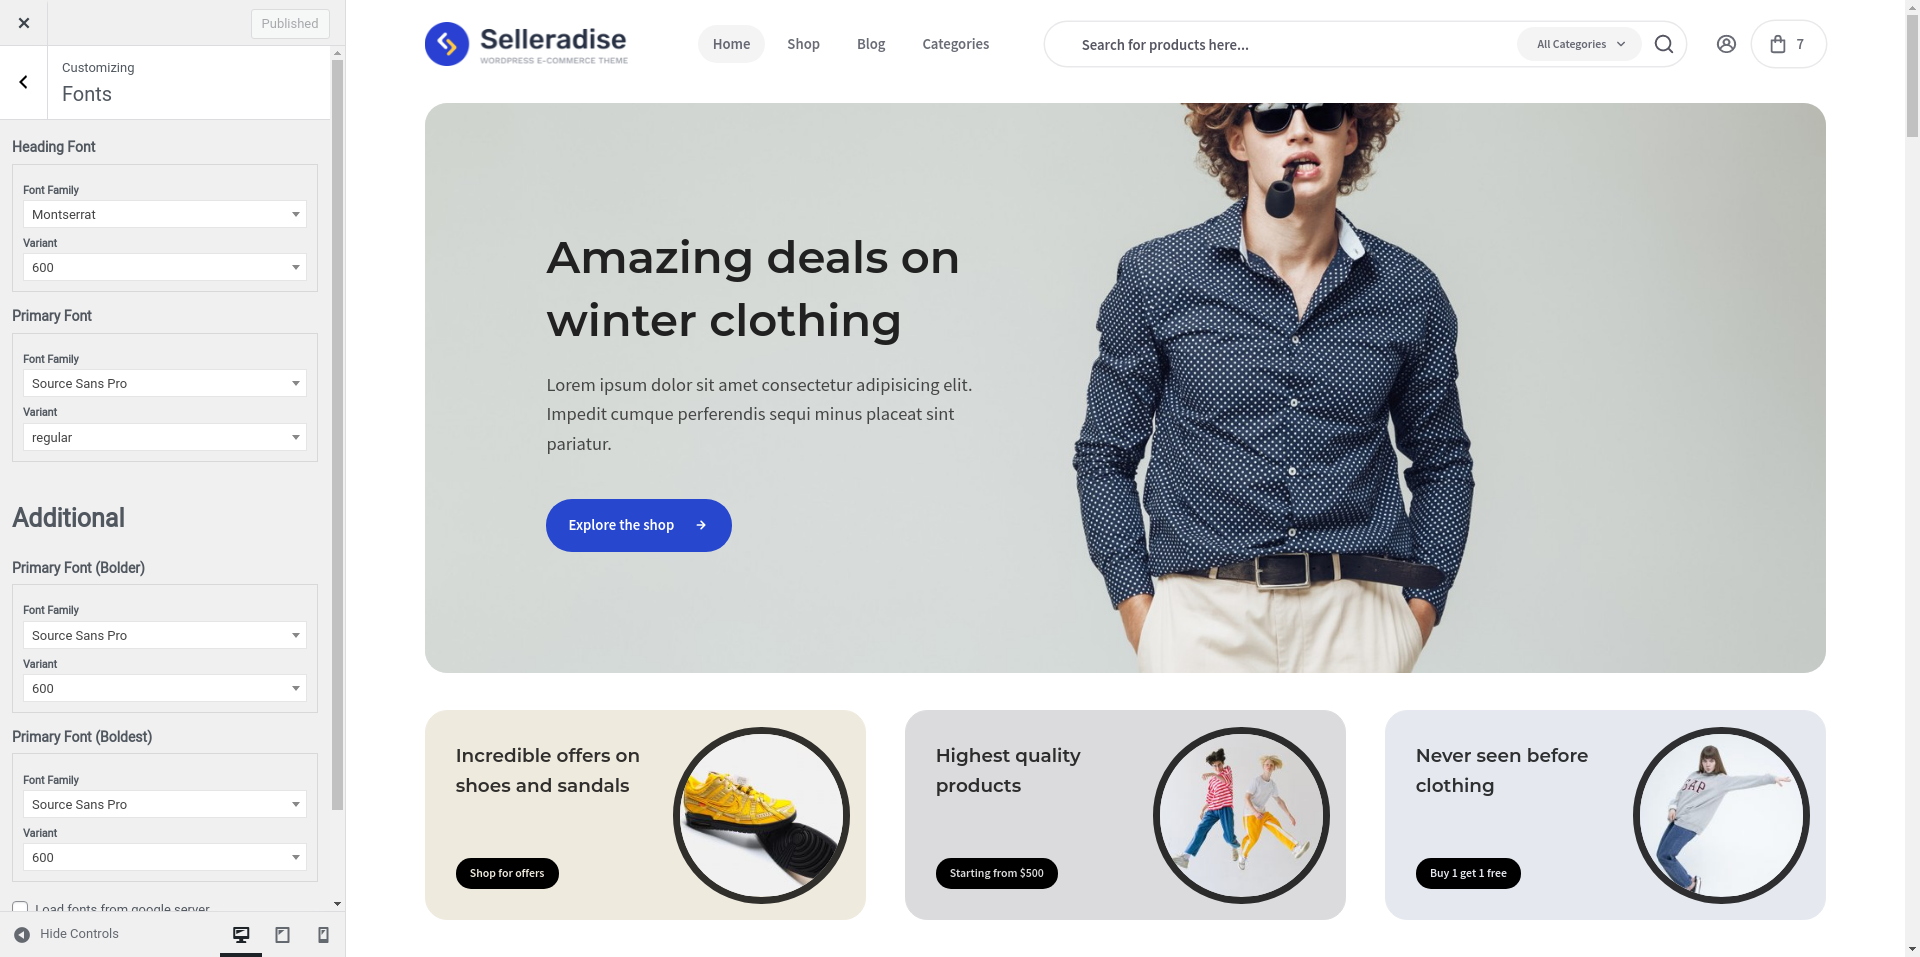 Published
Customizing
Fonts
Heading Font
Font Family
Montserrat
Variant
600
Primary Font
Font Family
Source Sans Pro
Variant
regular
Additional
Primary Font (Bolder)
Font Family
Source Sans Pro
Variant
600
Primary Font (Boldest)
Font Family
Source Sans Pro
Variant
600
Load fonts from google server
Hide Controls
Selleradise
WORDPRESS E-COMMERCE THEME
Home Shop Blog Categories
Search for products here...
All Categories
7
Amazing deals on
winter clothing
Lorem ipsum dolor sit amet consectetur adipisicing elit.
Impedit cumque perferendis sequi minus placeat sint
pariatur.
Explore the shop
Incredible offers on
shoes and sandals
Shop for offers
Highest quality
products
Starting from $500
Never seen before
clothing
Buy 1 get 1 free
GAP